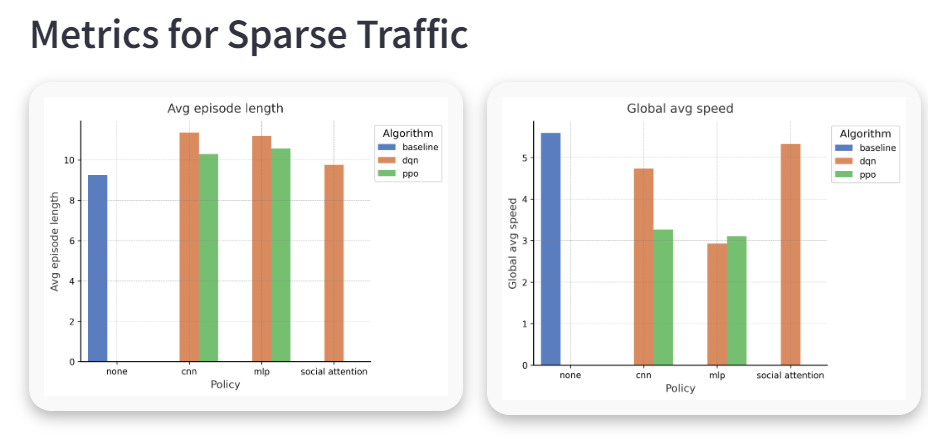 Metrics for Sparse Traffic
Avg episode length
Avg episode length
10
8
6
4
2
0
none
cnn
mlp
social attention
Policy
Algorithm
baseline
dqn
ppo
Global avg speed
Global avg speed
5
4
3
2
1
0
none
cnn
mlp
social attention
Policy
Algorithm
baseline
dqn
ppo